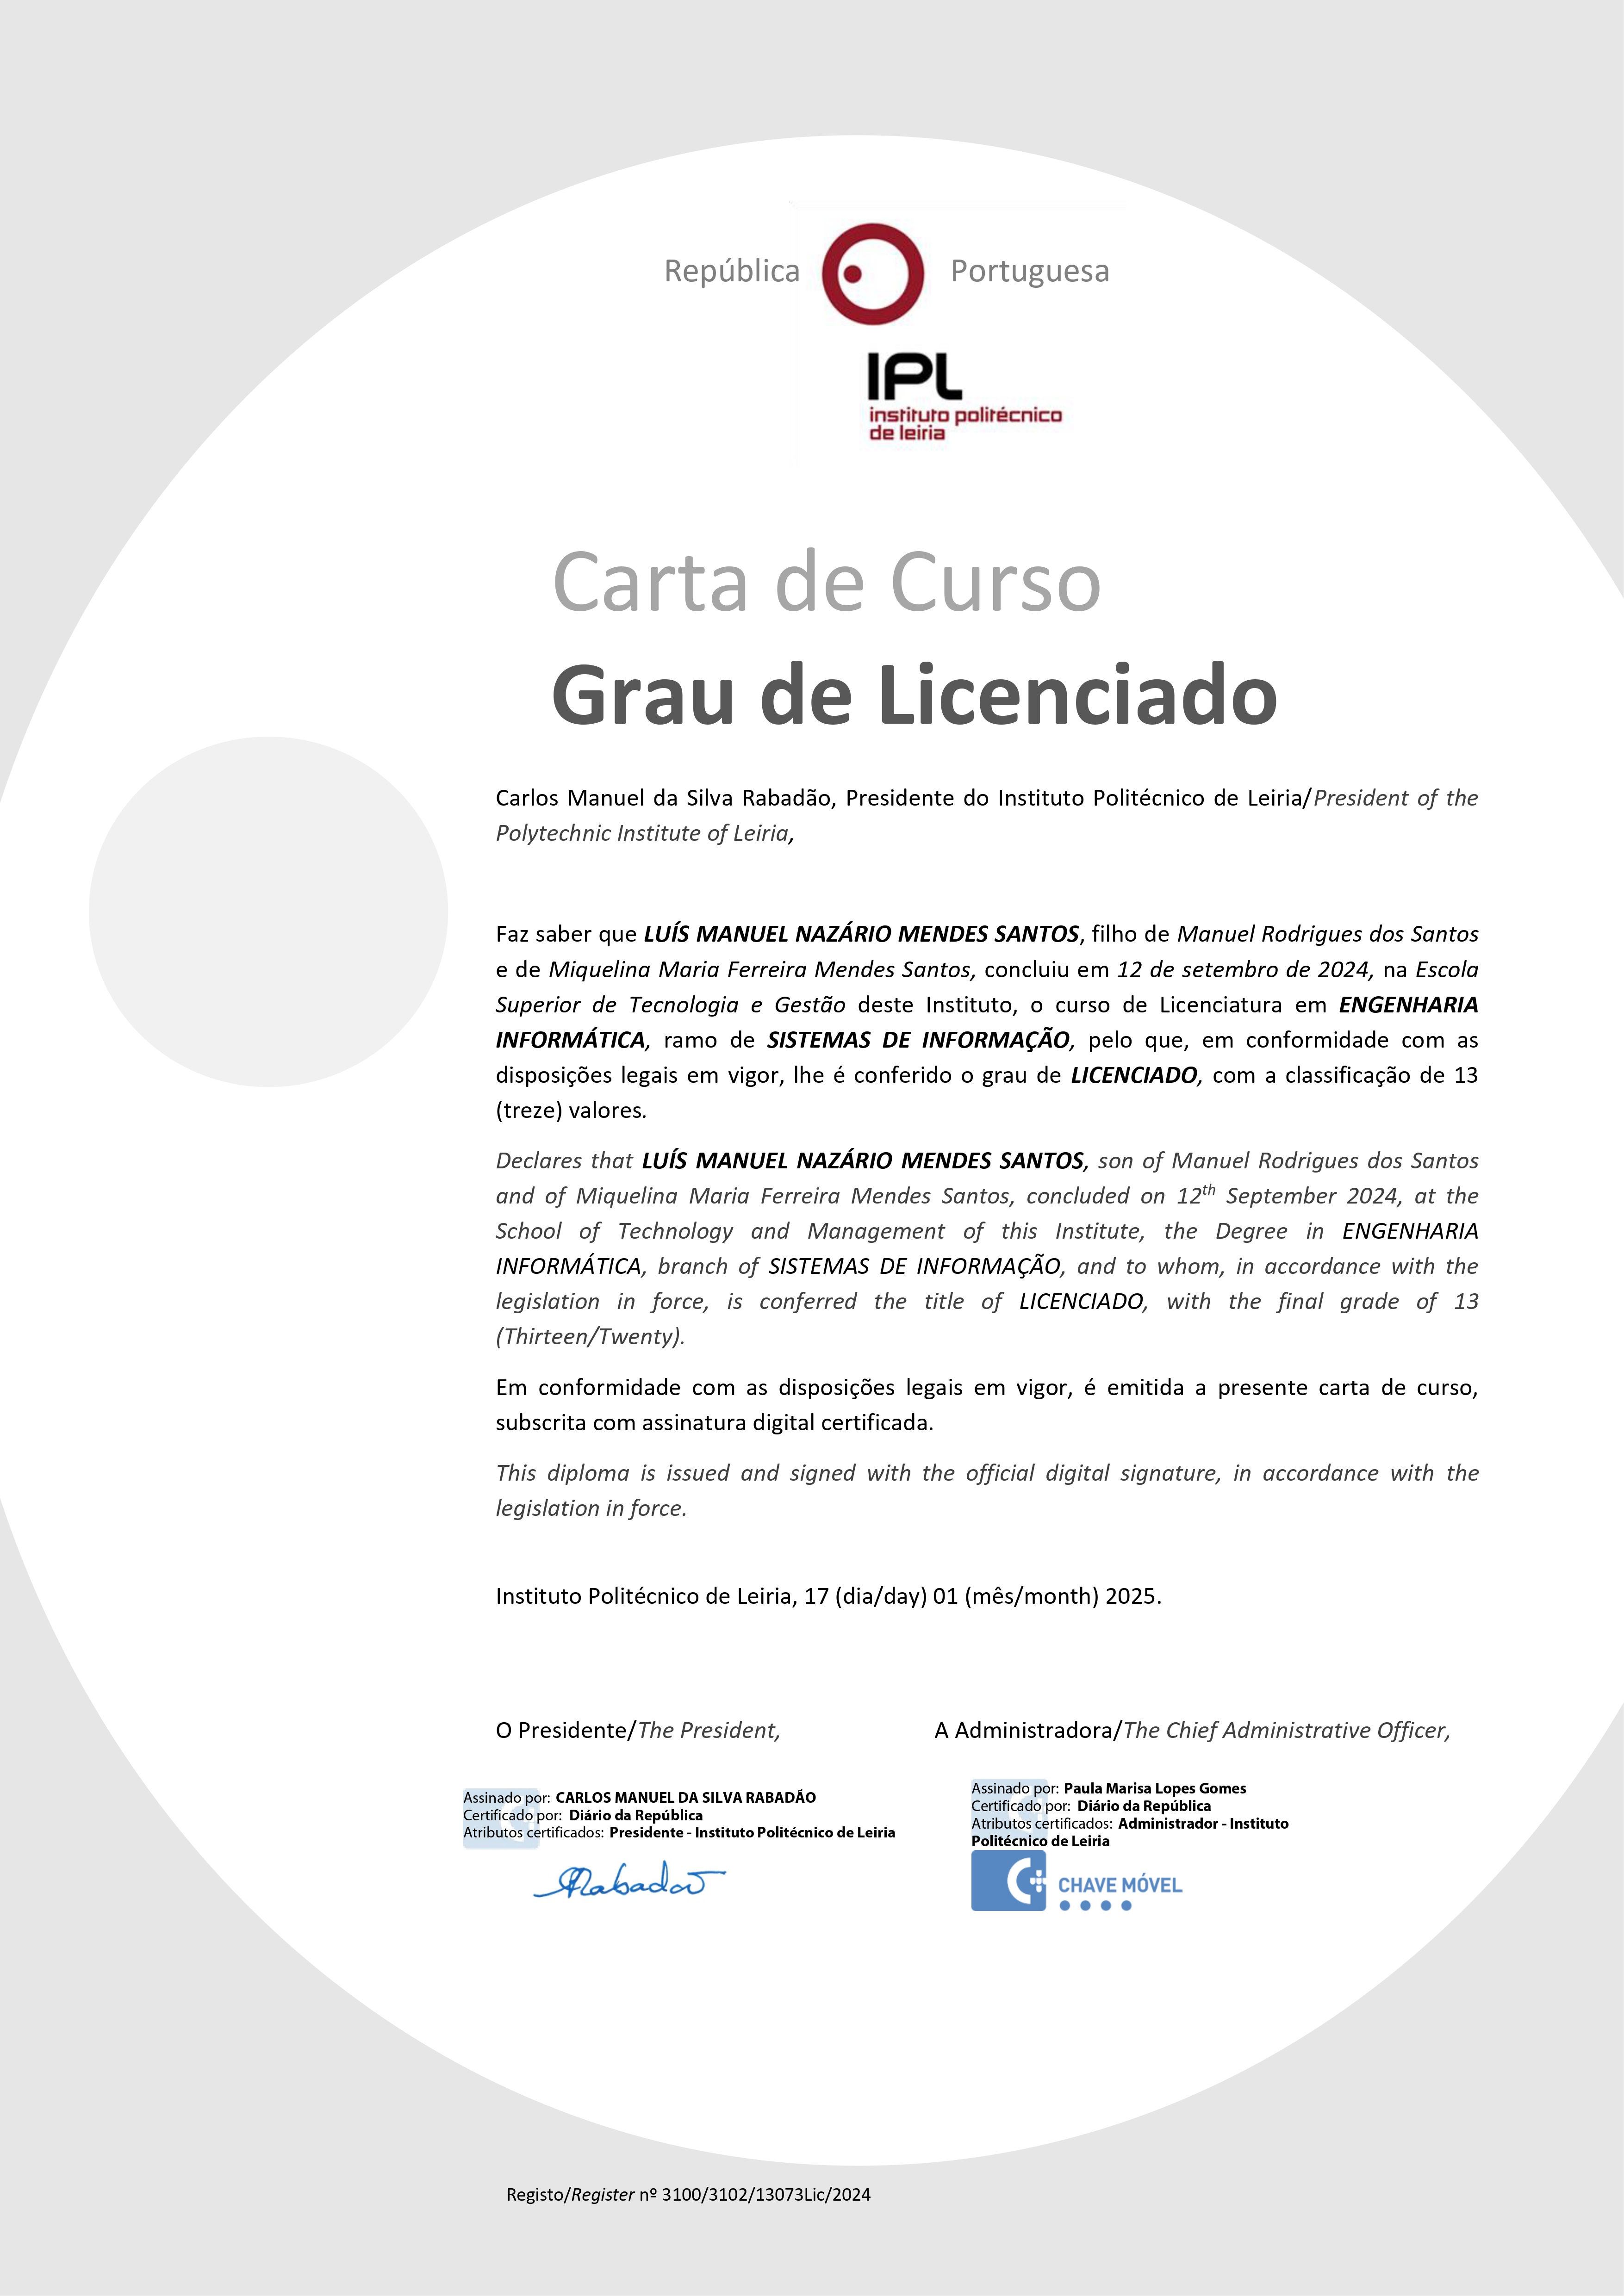 República Portuguesa
IPL
instituto politécnico
de leiria
Carta de Curso
Grau de Licenciado
Carlos Manuel da Silva Rabadão, Presidente do Instituto Politécnico de Leiria/President of the
Polytechnic Institute of Leiria,
Faz saber que LUÍS MANUEL NAZÁRIO MENDES SANTOS, filho de Manuel Rodrigues dos Santos
e de Miquelina Maria Ferreira Mendes Santos, concluiu em 12 de setembro de 2024, na Escola
Superior de Tecnologia e Gestão deste Instituto, o curso de Licenciatura em ENGENHARIA
INFORMÁTICA, ramo de SISTEMAS DE INFORMAÇÃO, pelo que, em conformidade com as
disposições legais em vigor, lhe é conferido o grau de LICENCIADO, com a classificação de 13
(treze) valores.
Declares that LUÍS MANUEL NAZÁRIO MENDES SANTOS, son of Manuel Rodrigues dos Santos
and of Miquelina Maria Ferreira Mendes Santos, concluded on 12th September 2024, at the
School of Technology and Management of this Institute, the Degree in ENGENHARIA
INFORMÁTICA, branch of SISTEMAS DE INFORMAÇÃO, and to whom, in accordance with the
legislation in force, is conferred the title of LICENCIADO, with the final grade of 13
(Thirteen/Twenty).
Em conformidade com as disposições legais em vigor, é emitida a presente carta de curso,
subscrita com assinatura digital certificada.
This diploma is issued and signed with the official digital signature, in accordance with the
legislation in force.
Instituto Politécnico de Leiria, 17 (dia/day) 01 (mês/month) 2025.
O Presidente/The President,
A Administradora/The Chief Administrative Officer,
Assinado por: CARLOS MANUEL DA SILVA RABADÃO
Certificado por: Diário da República
Atributos certificados: Presidente - Instituto Politécnico de Leiria
Rabadão
Assinado por: Paula Marisa Lopes Gomes
Certificado por: Diário da República
Atributos certificados: Administrador - Instituto
Politécnico de Leiria
CHAVE MÓVEL
Registo/Register nº 3100/3102/13073Lic/2024